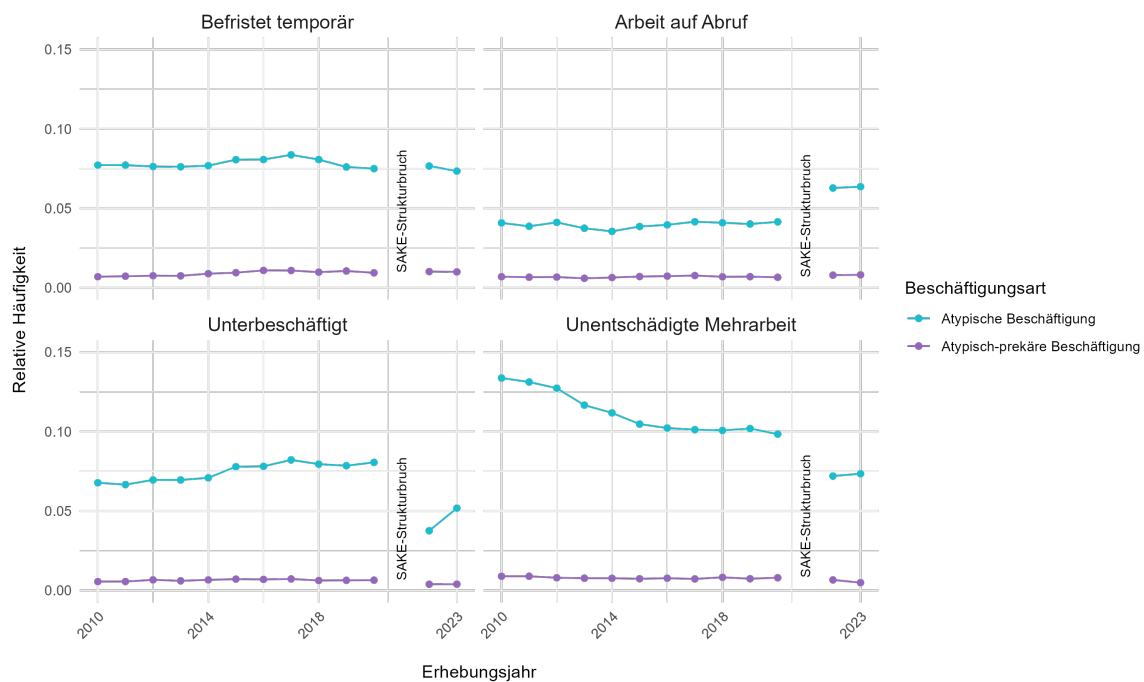 Befristet temporär
Arbeit auf Abruf
0.15
0.10
0.05
0.00
SAKE-Strukturbruch
SAKE-Strukturbruch
Unterbeschäftigt
Unentschädigte Mehrarbeit
0.15
0.10
0.05
0.00
SAKE-Strukturbruch
SAKE-Strukturbruch
2010
2014
2018
2023
2010
2014
2018
2023
Relative Häufigkeit
Erhebungsjahr
Beschäftigungsart
Atypische Beschäftigung
Atypisch-prekäre Beschäftigung